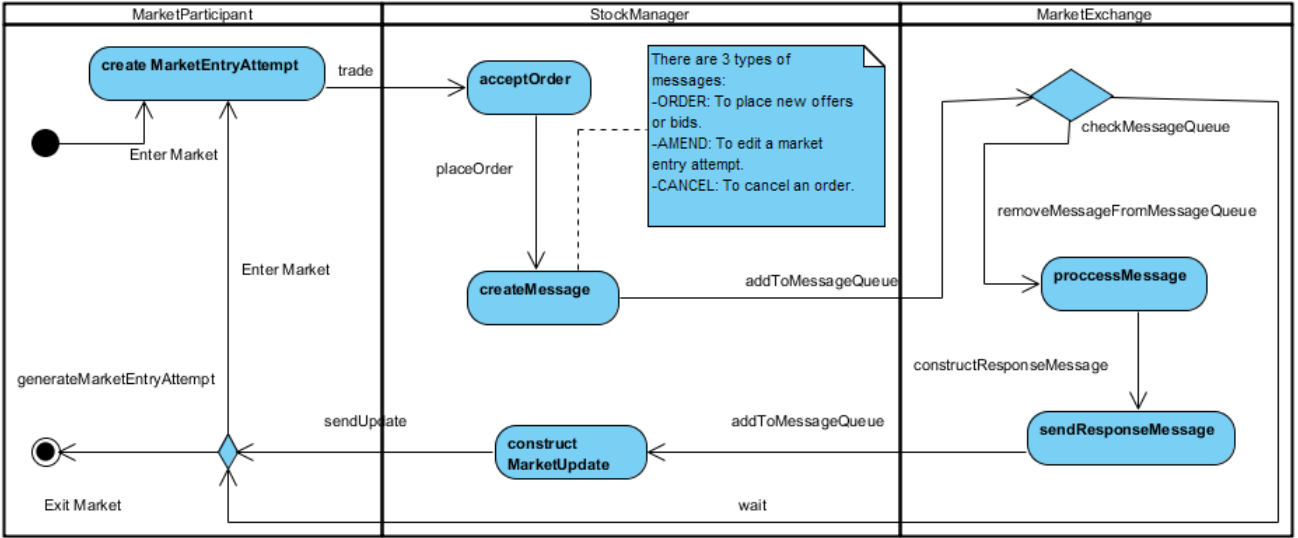 MarketParticipant
StockManager
MarketExchange
create MarketEntryAttempt
trade
acceptOrder
There are 3 types of
messages:
-ORDER: To place new offers
or bids.
-AMEND: To edit a market
entry attempt.
-CANCEL: To cancel an order.
checkMessageQueue
Enter Market
placeOrder
removeMessageFromMessageQueue
Enter Market
createMessage
addToMessageQueue
proccessMessage
generateMarketEntryAttempt
constructResponseMessage
sendUpdate
addToMessageQueue
construct
MarketUpdate
sendResponseMessage
Exit Market
wait